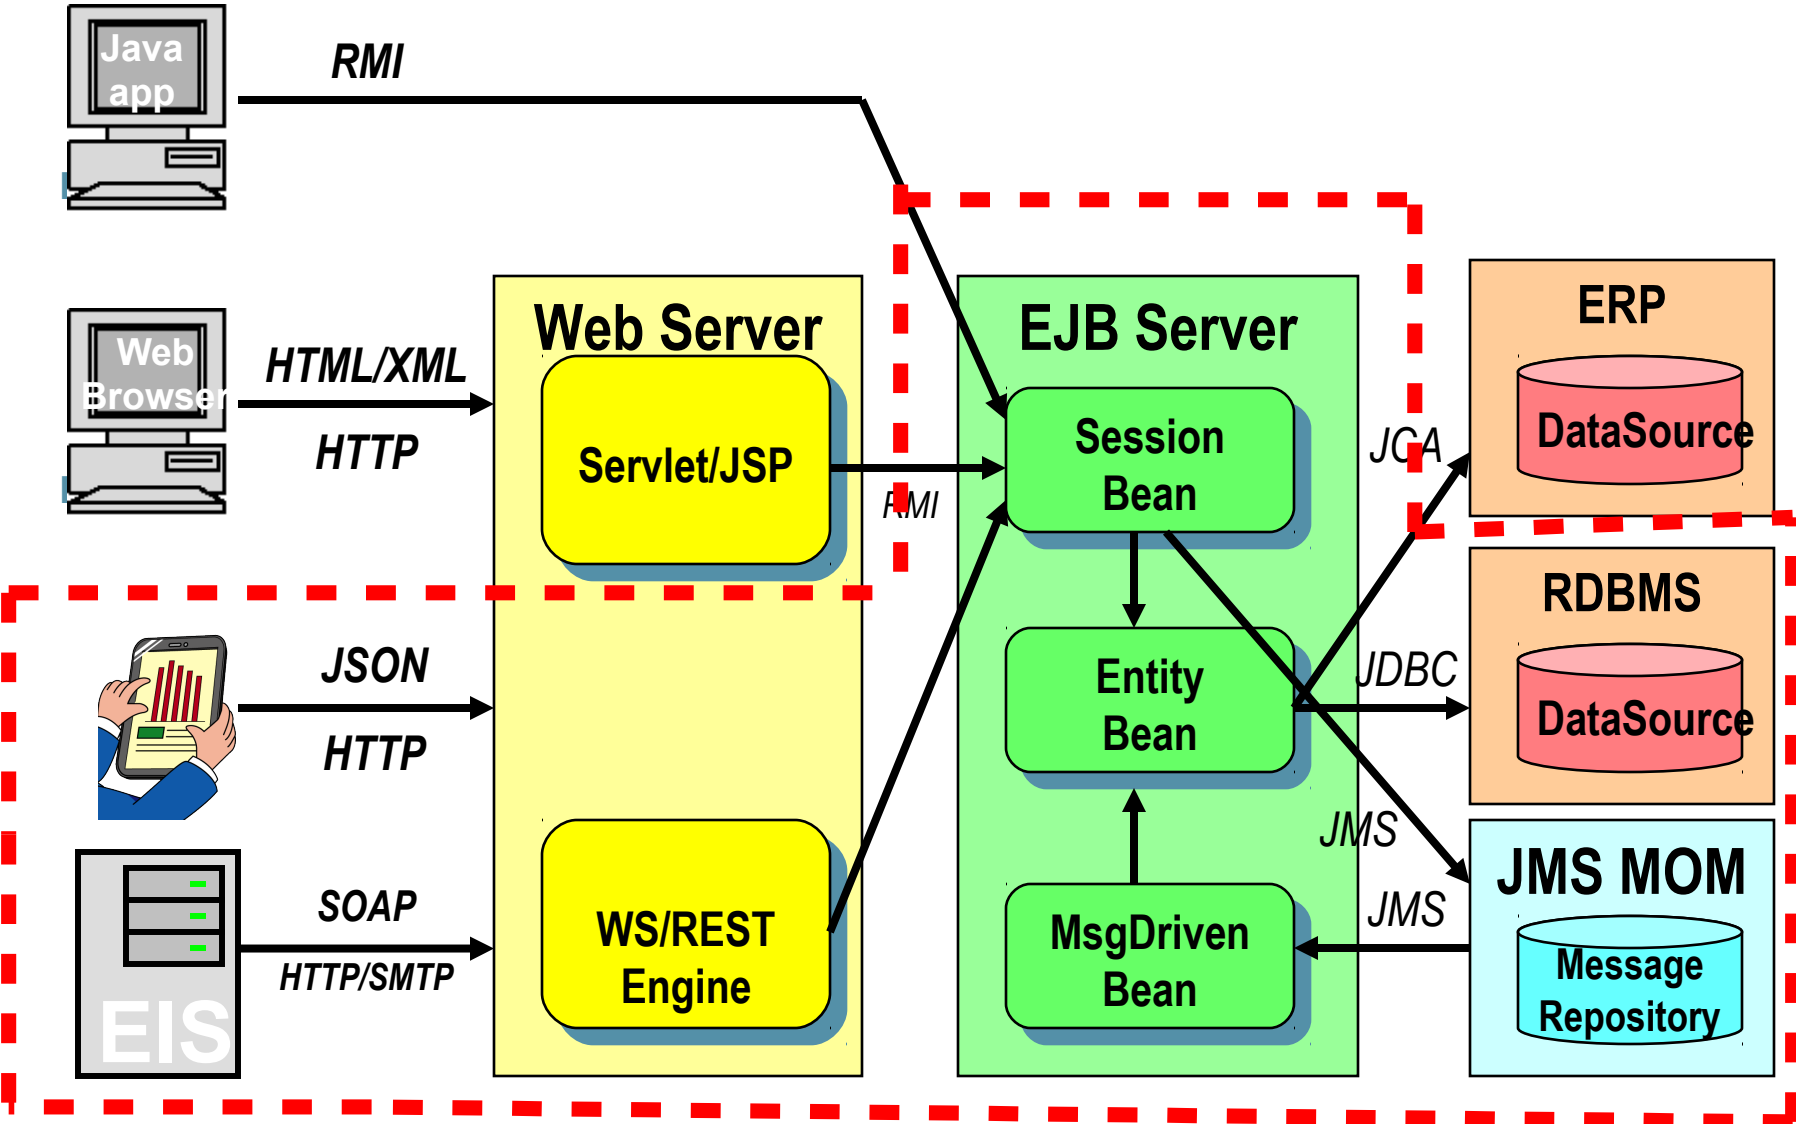 Java
app
RMI
Web
Browser
HTML/XML
HTTP
Web Server
Servlet/JSP
RMI
EJB Server
Session
Bean
JCA
ERP
DataSource
JSON
HTTP
Entity
Bean
JDBC
RDBMS
DataSource
EIS
SOAP
HTTP/SMTP
WS/REST
Engine
MsgDriven
Bean
JMS
JMS
JMS MOM
Message
Repository